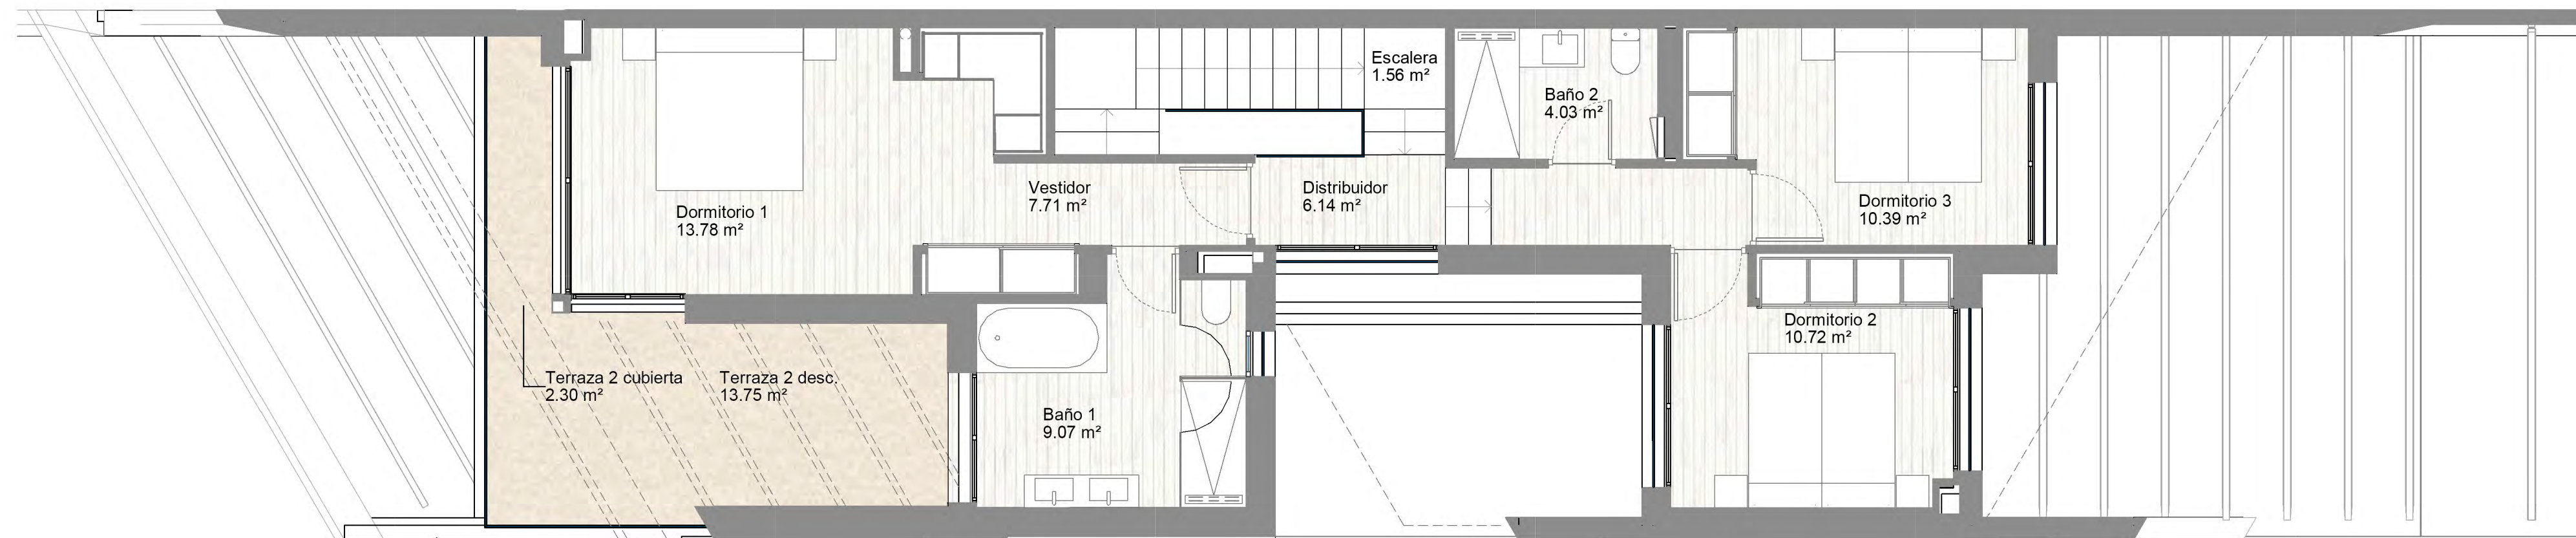 Escalera
1.56 m²
Baño 2
4.03 m²
Vestidor
7.71 m²
Distribuidor
6.14 m²
Dormitorio 3
10.39 m²
Dormitorio 1
13.78 m²
Dormitorio 2
10.72 m²
Terraza 2 cubierta
2.30 m²
Terraza 2 desc.
13.75 m²
Baño 1
9.07 m²